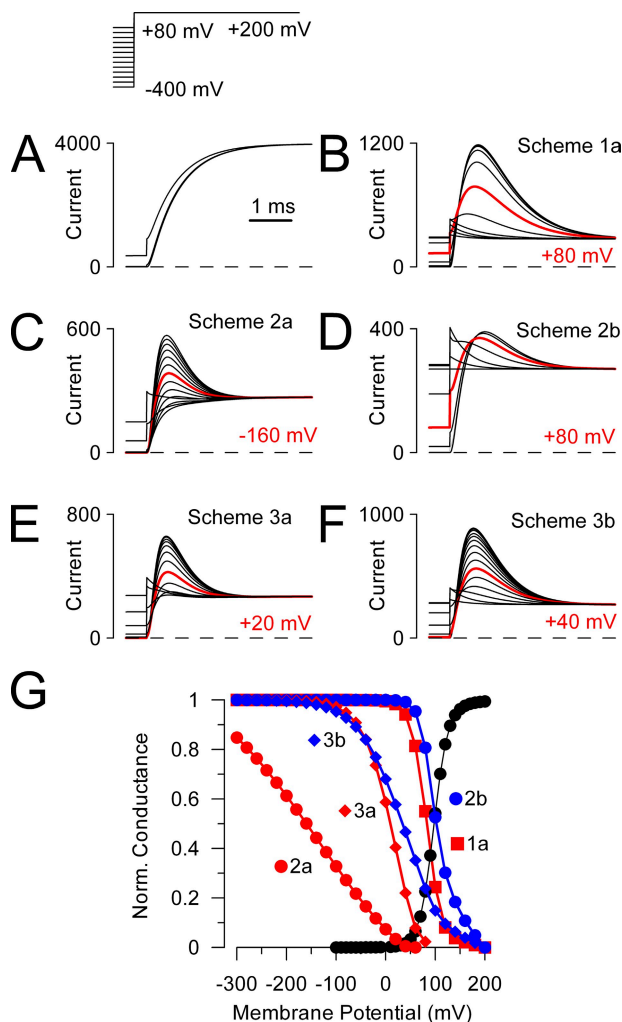 +80 mV +200 mV
-400 mV
A
4000
Current
0
1 ms
B
1200
Current
0
Scheme 1a
+80 mV
C
600
Current
0
Scheme 2a
-160 mV
D
400
Current
0
Scheme 2b
+80 mV
E
800
Current
0
Scheme 3a
+20 mV
F
1000
Current
0
Scheme 3b
+40 mV
G
Norm. Conductance
1
0.8
0.6
0.4
0.2
0
3b
3a
2a
2b
1a
-300 -200 -100 0 100 200
Membrane Potential (mV)